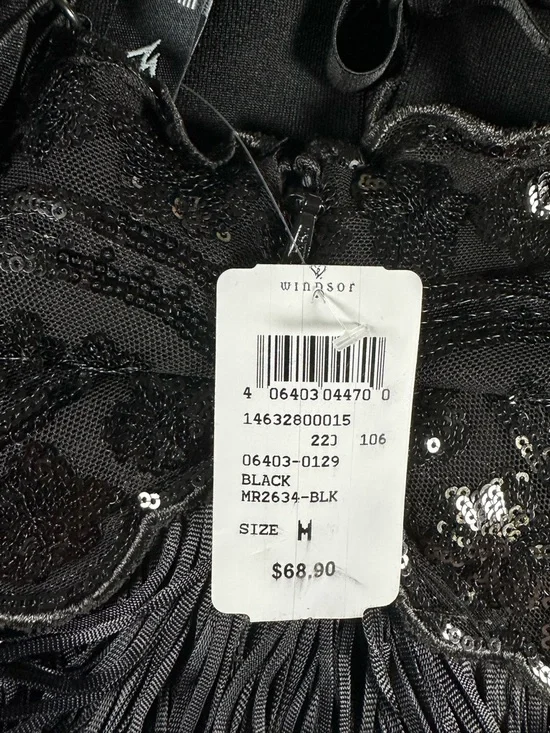 WINDSOR
4 06403 04470 0
14632800015
22J 106
06403-0129
BLACK
MR2634-BLK
SIZE M
$68.90